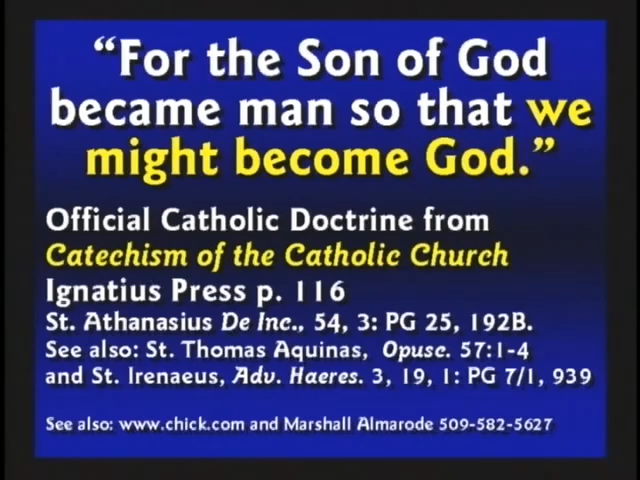 “For the Son of God
became man so that we
might become God.”
Official Catholic Doctrine from
Catechism of the Catholic Church
Ignatius Press p. 116
St. Athanasius De Inc., 54, 3: PG 25, 192B.
See also: St. Thomas Aquinas, Opusc. 57:1-4
and St. Irenaeus, Adv. Haeres. 3, 19, 1: PG 7/1, 939
See also: www.chick.com and Marshall Almarode 509-582-5627